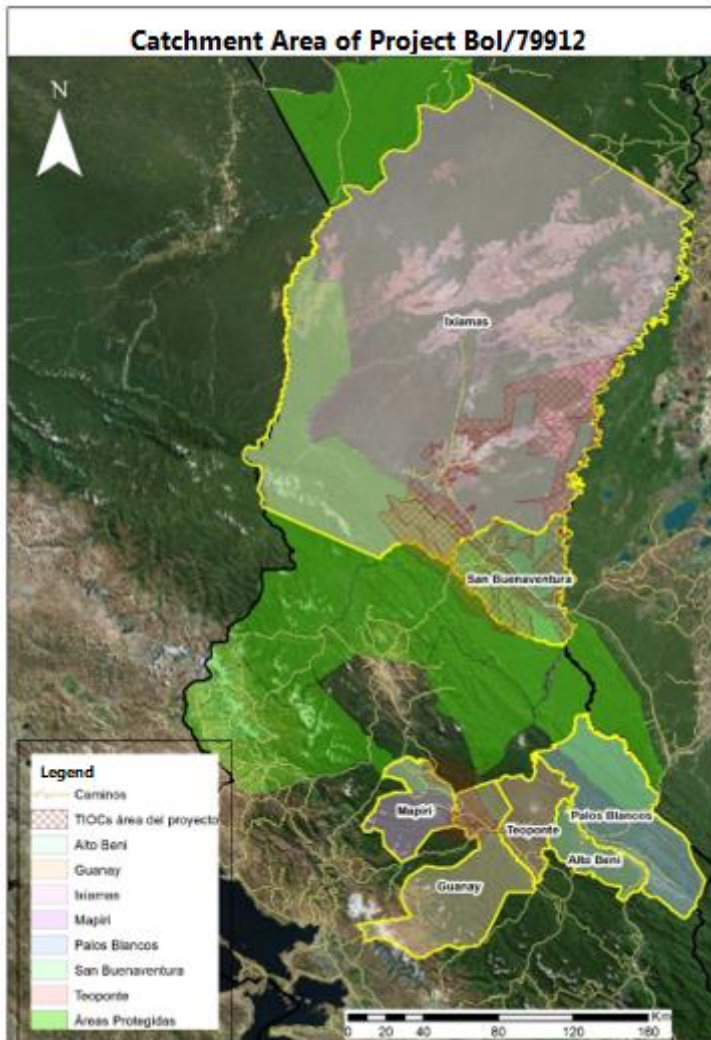 Catchment Area of Project Bol/79912
N
Ixiamas
San Buenaventura
Mapiri
Teoponte
Palos Blancos
Alto Beni
Guanay
Legend
Caminos
TIOCs área del proyecto
Alto Beni
Guanay
Ixiamas
Mapiri
Palos Blancos
San Buenaventura
Teoponte
Áreas Protegidas
Km
0 20 40 80 120 160